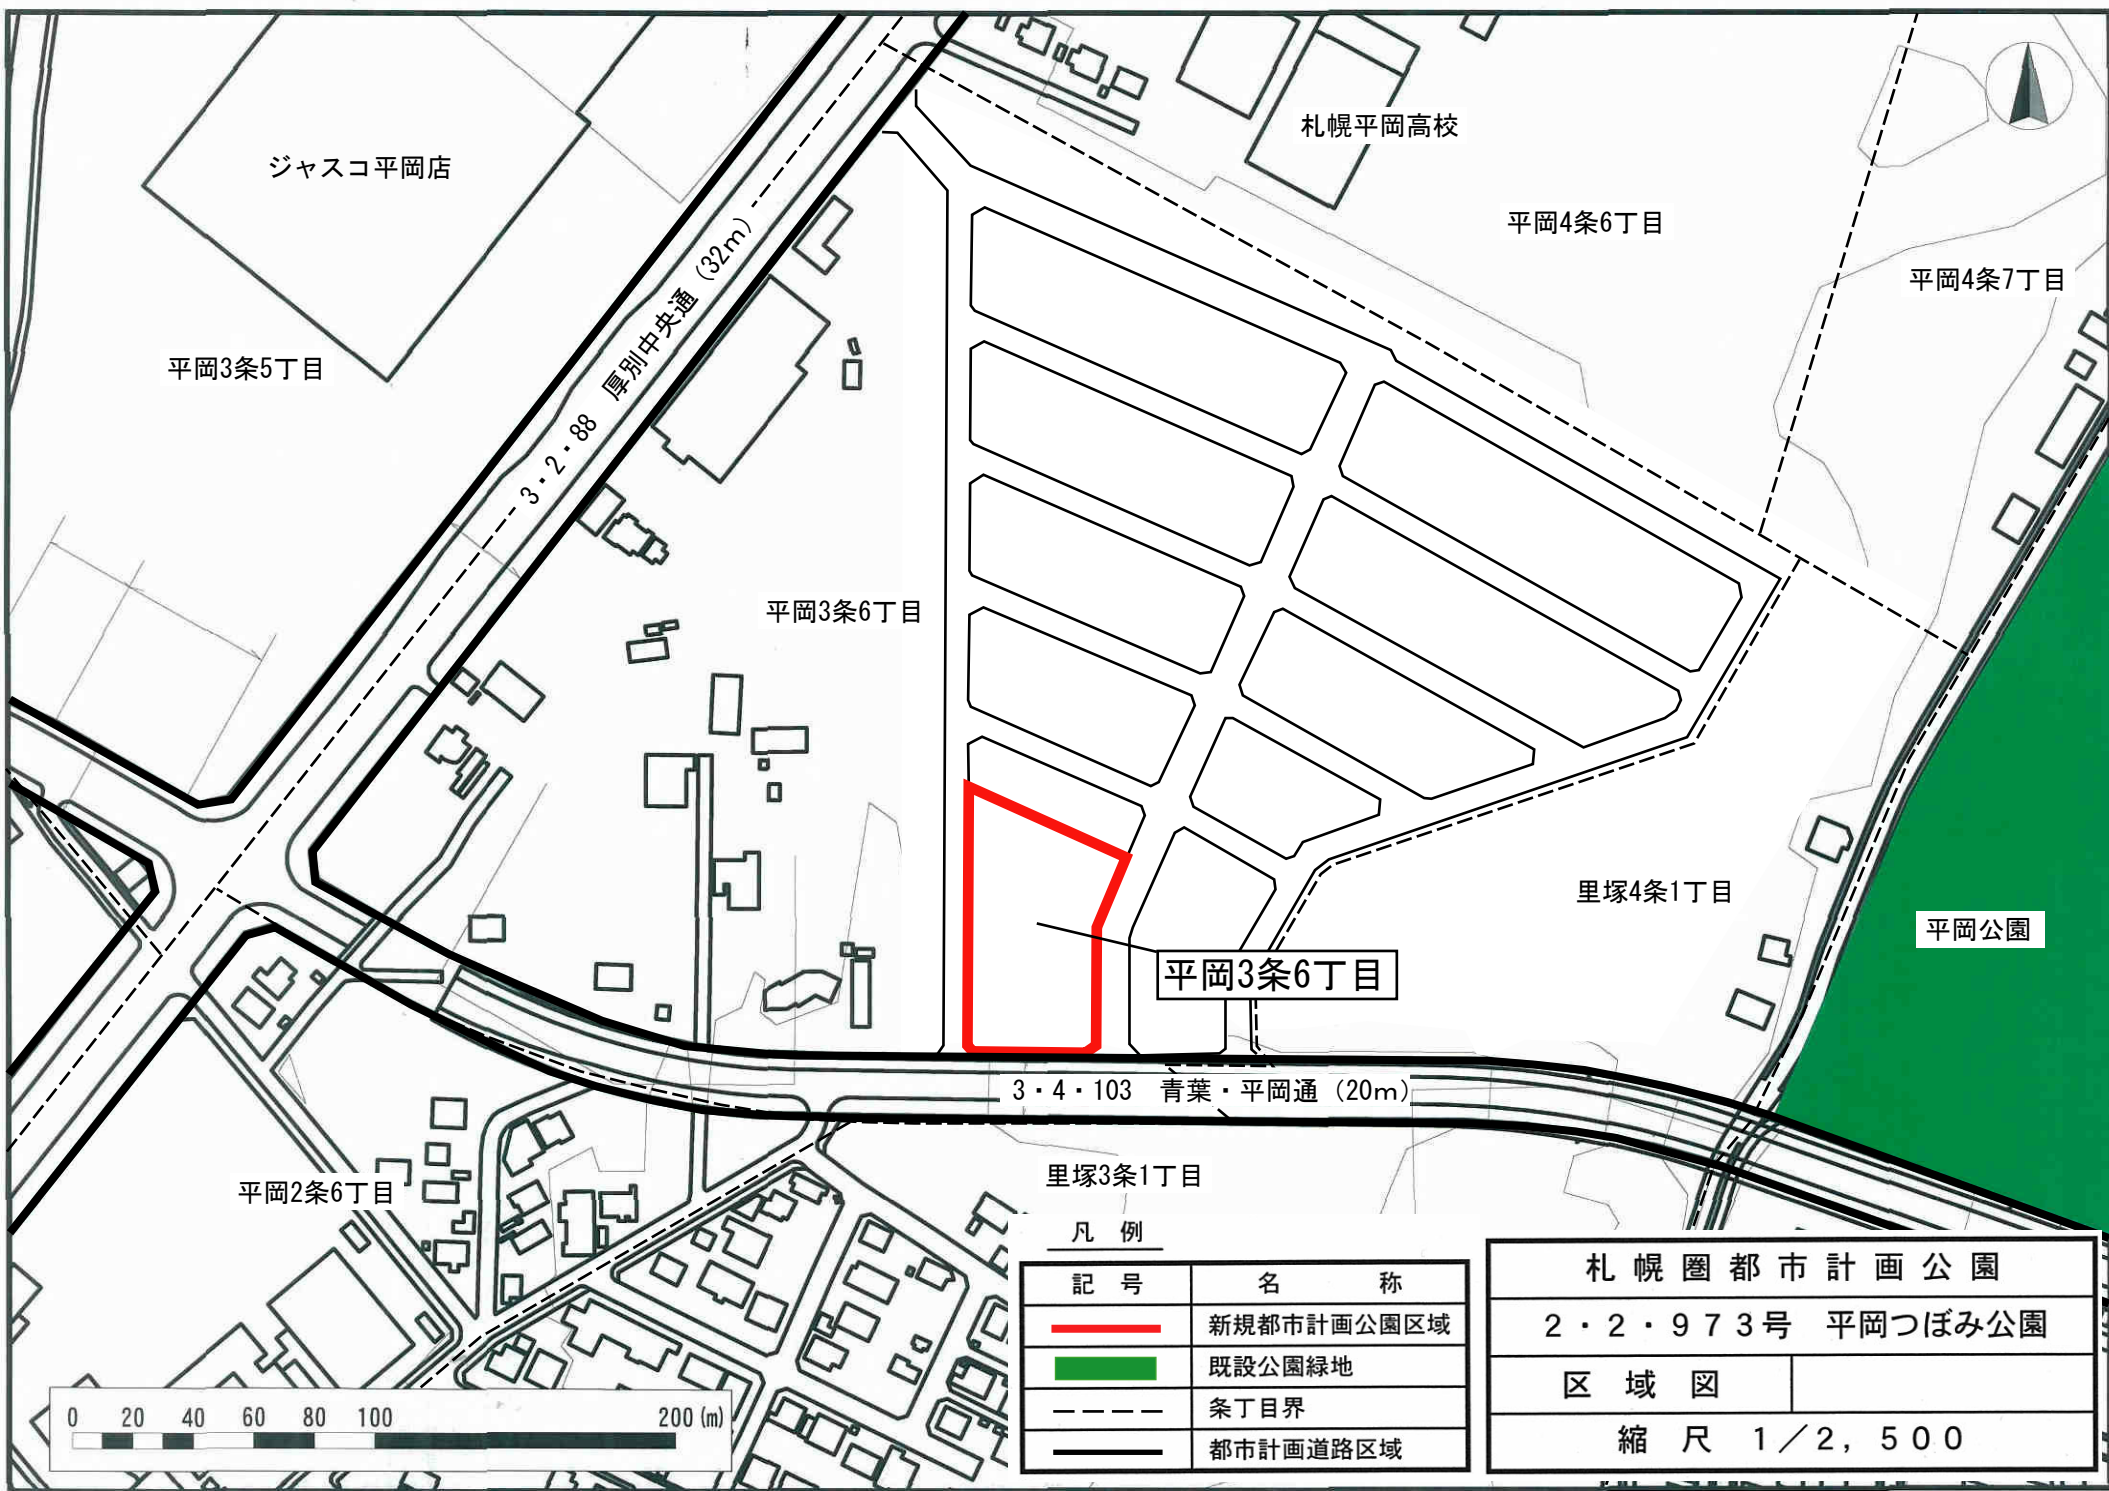 札幌平岡高校
ジャスコ平岡店
平岡4条6丁目
平岡4条7丁目
3・2・88 厚別中央通(32m)
平岡3条5丁目
平岡3条6丁目
里塚4条1丁目
平岡公園
平岡3条6丁目
3・4・103 青葉・平岡通(20m)
里塚3条1丁目
平岡2条6丁目
凡 例
記 号 名 称
新規都市計画公園区域
既設公園緑地
条丁目界
都市計画道路区域
札幌圏都市計画公園
2・2・973号 平岡つぼみ公園
区 域 図
縮 尺 1/2,500
0 20 40 60 80 100 200(m)